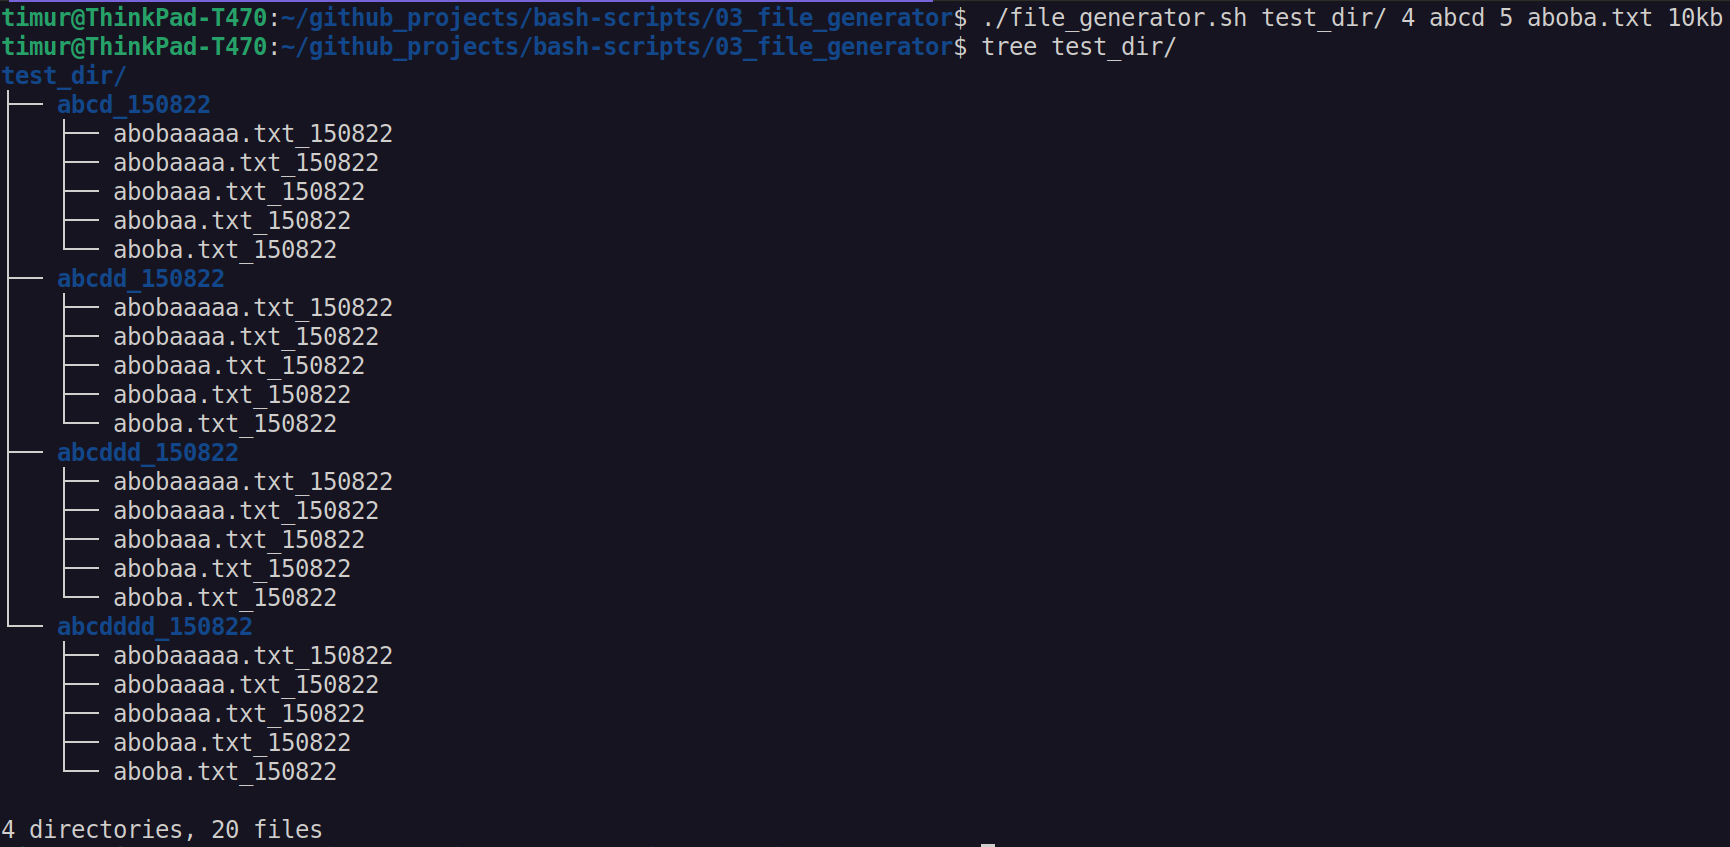 timur@ThinkPad-T470:~/github_projects/bash-scripts/03_file_generator$ ./file_generator.sh test_dir/ 4 abcd 5 aboba.txt 10kb
timur@ThinkPad-T470:~/github_projects/bash-scripts/03_file_generator$ tree test_dir/
test_dir/
├── abcd_150822
│   ├── abobaaaaa.txt_150822
│   ├── abobaaaa.txt_150822
│   ├── abobaaa.txt_150822
│   ├── abobaa.txt_150822
│   └── aboba.txt_150822
├── abcdd_150822
│   ├── abobaaaaa.txt_150822
│   ├── abobaaaa.txt_150822
│   ├── abobaaa.txt_150822
│   ├── abobaa.txt_150822
│   └── aboba.txt_150822
├── abcddd_150822
│   ├── abobaaaaa.txt_150822
│   ├── abobaaaa.txt_150822
│   ├── abobaaa.txt_150822
│   ├── abobaa.txt_150822
│   └── aboba.txt_150822
└── abcdddd_150822
    ├── abobaaaaa.txt_150822
    ├── abobaaaa.txt_150822
    ├── abobaaa.txt_150822
    ├── abobaa.txt_150822
    └── aboba.txt_150822

4 directories, 20 files